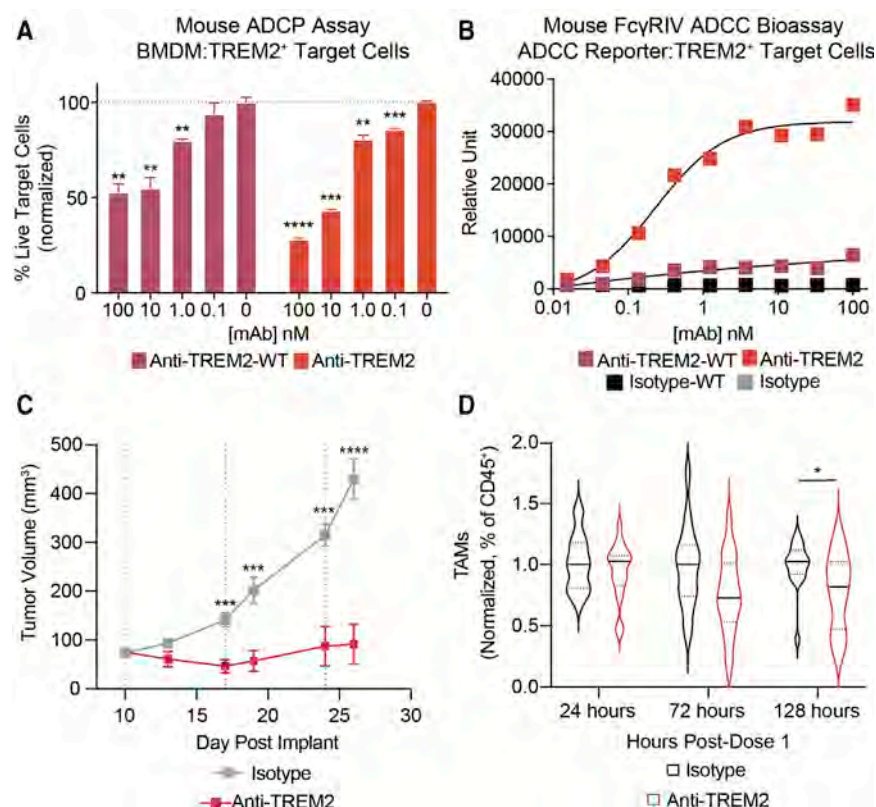 A
Mouse ADCP Assay
BMDM:TREM2⁺ Target Cells
% Live Target Cells
(normalized)
100
50
0
** ** ** **** *** ** ***
100 10 1.0 0.1 0 100 10 1.0 0.1 0
[mAb] nM
Anti-TREM2-WT Anti-TREM2
B
Mouse FcγRIV ADCC Bioassay
ADCC Reporter:TREM2⁺ Target Cells
Relative Unit
40000
30000
20000
10000
0
0.01 0.1 1 10 100
[mAb] nM
Anti-TREM2-WT Anti-TREM2
Isotype-WT Isotype
C
Tumor Volume (mm³)
500
400
300
200
100
0
*** *** *** ****
10 15 20 25 30
Day Post Implant
Isotype
Anti-TREM2
D
TAMs
(Normalized, % of CD45⁺)
2.0
1.5
1.0
0.5
0.0
*
24 hours 72 hours 128 hours
Hours Post-Dose 1
Isotype
Anti-TREM2